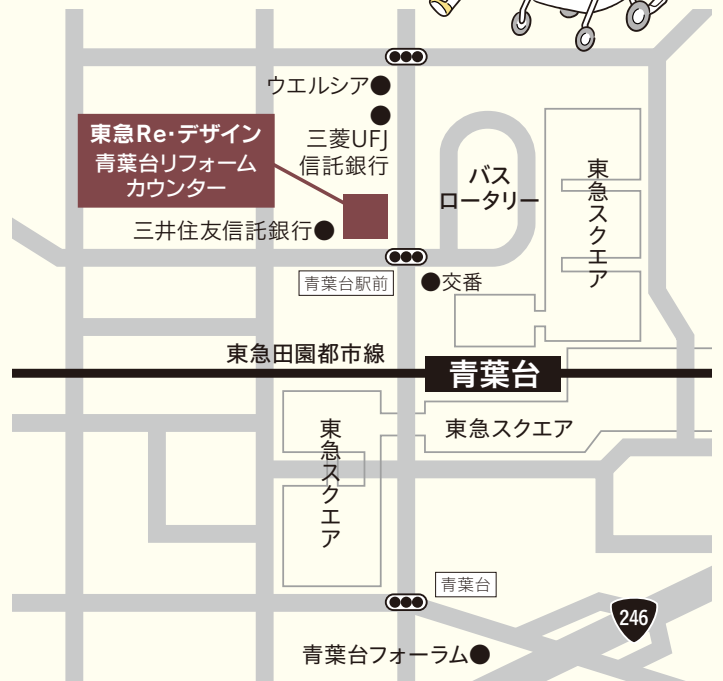 ウエルシア
東急Re・デザイン
青葉台リフォーム
カウンター
三菱UFJ
信託銀行
バス
ロータリー
東急スクエア
三井住友信託銀行
青葉台駅前
交番
東急田園都市線
青葉台
東急スクエア
東急スクエア
青葉台
246
青葉台フォーラム